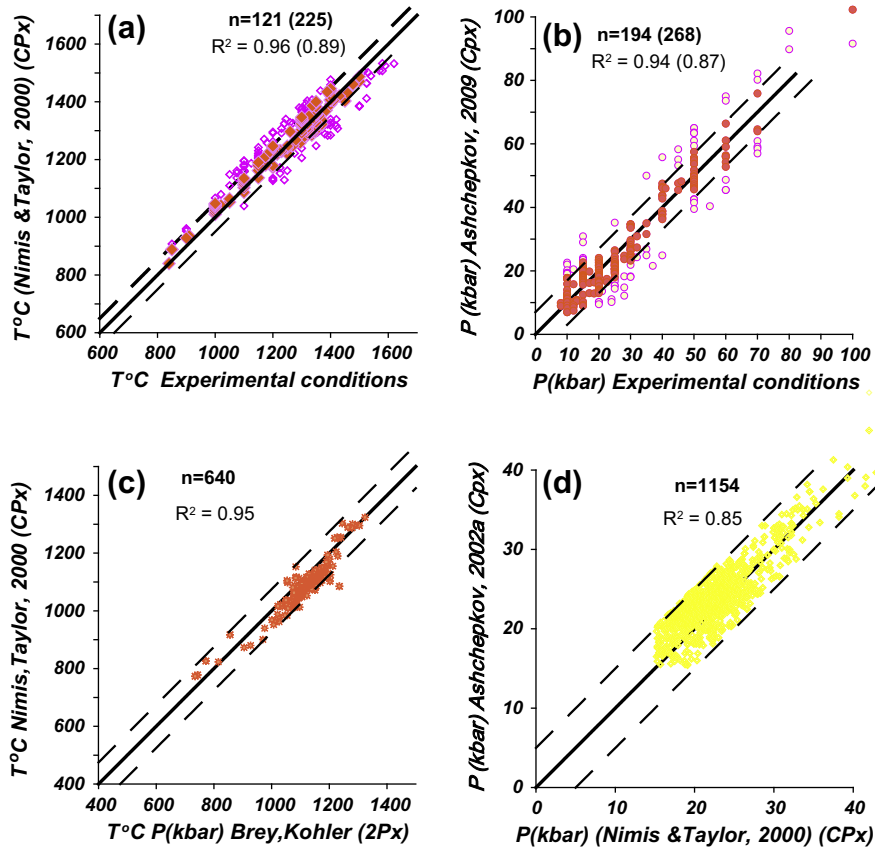 (a)
n=121 (225)
R² = 0.96 (0.89)
T°C (Nimis &Taylor, 2000) (CPx)
1600
1400
1200
1000
800
600
600
800
1000
1200
1400
1600
T°C Experimental conditions
(b)
n=194 (268)
R² = 0.94 (0.87)
P (kbar) Ashchepkov, 2009 (Cpx)
100
80
60
40
20
0
0
10
20
30
40
50
60
70
80
90
100
P(kbar) Experimental conditions
(c)
n=640
R² = 0.95
T°C Nimis,Taylor, 2000 (CPx)
1400
1200
1000
800
600
400
400
600
800
1000
1200
1400
T°C P(kbar) Brey,Kohler (2Px)
(d)
n=1154
R² = 0.85
P (kbar) Ashchepkov, 2002a (Cpx)
40
30
20
10
0
0
10
20
30
40
P(kbar) (Nimis &Taylor, 2000) (CPx)